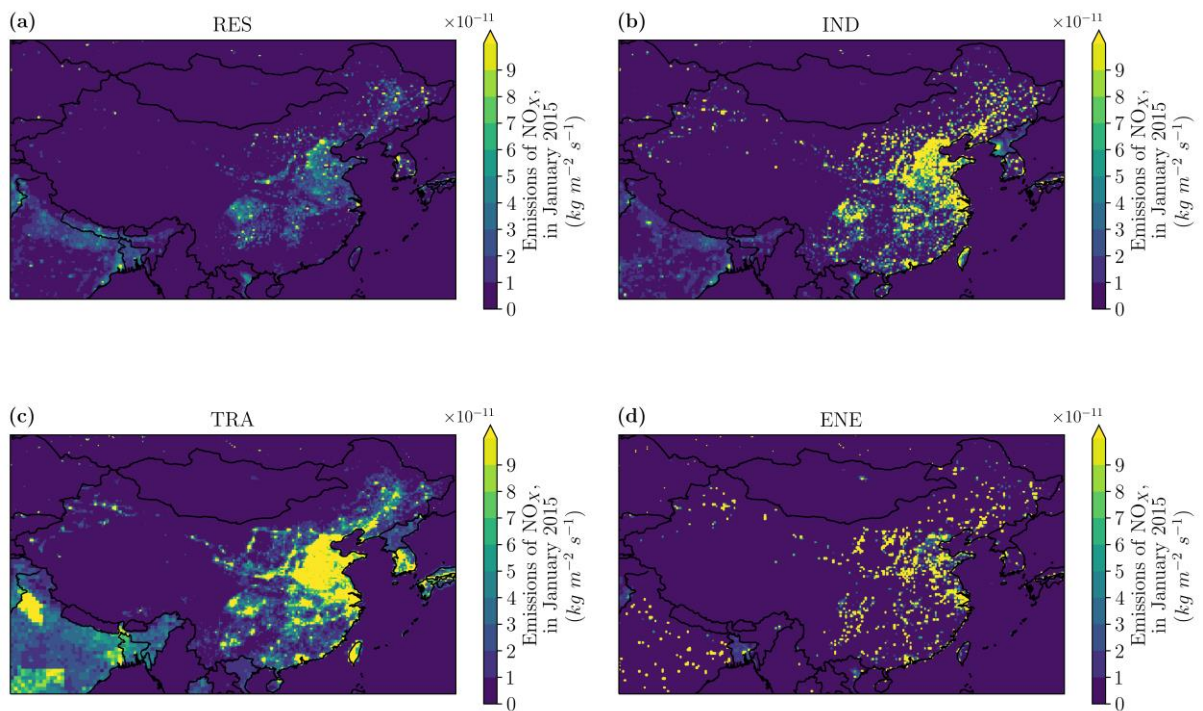 (a)
RES
×10⁻¹¹
9
8
7
6
5
4
3
2
1
0
Emissions of NOₓ,
in January 2015
(kg m⁻² s⁻¹)
(b)
IND
×10⁻¹¹
9
8
7
6
5
4
3
2
1
0
Emissions of NOₓ,
in January 2015
(kg m⁻² s⁻¹)
(c)
TRA
×10⁻¹¹
9
8
7
6
5
4
3
2
1
0
Emissions of NOₓ,
in January 2015
(kg m⁻² s⁻¹)
(d)
ENE
×10⁻¹¹
9
8
7
6
5
4
3
2
1
0
Emissions of NOₓ,
in January 2015
(kg m⁻² s⁻¹)